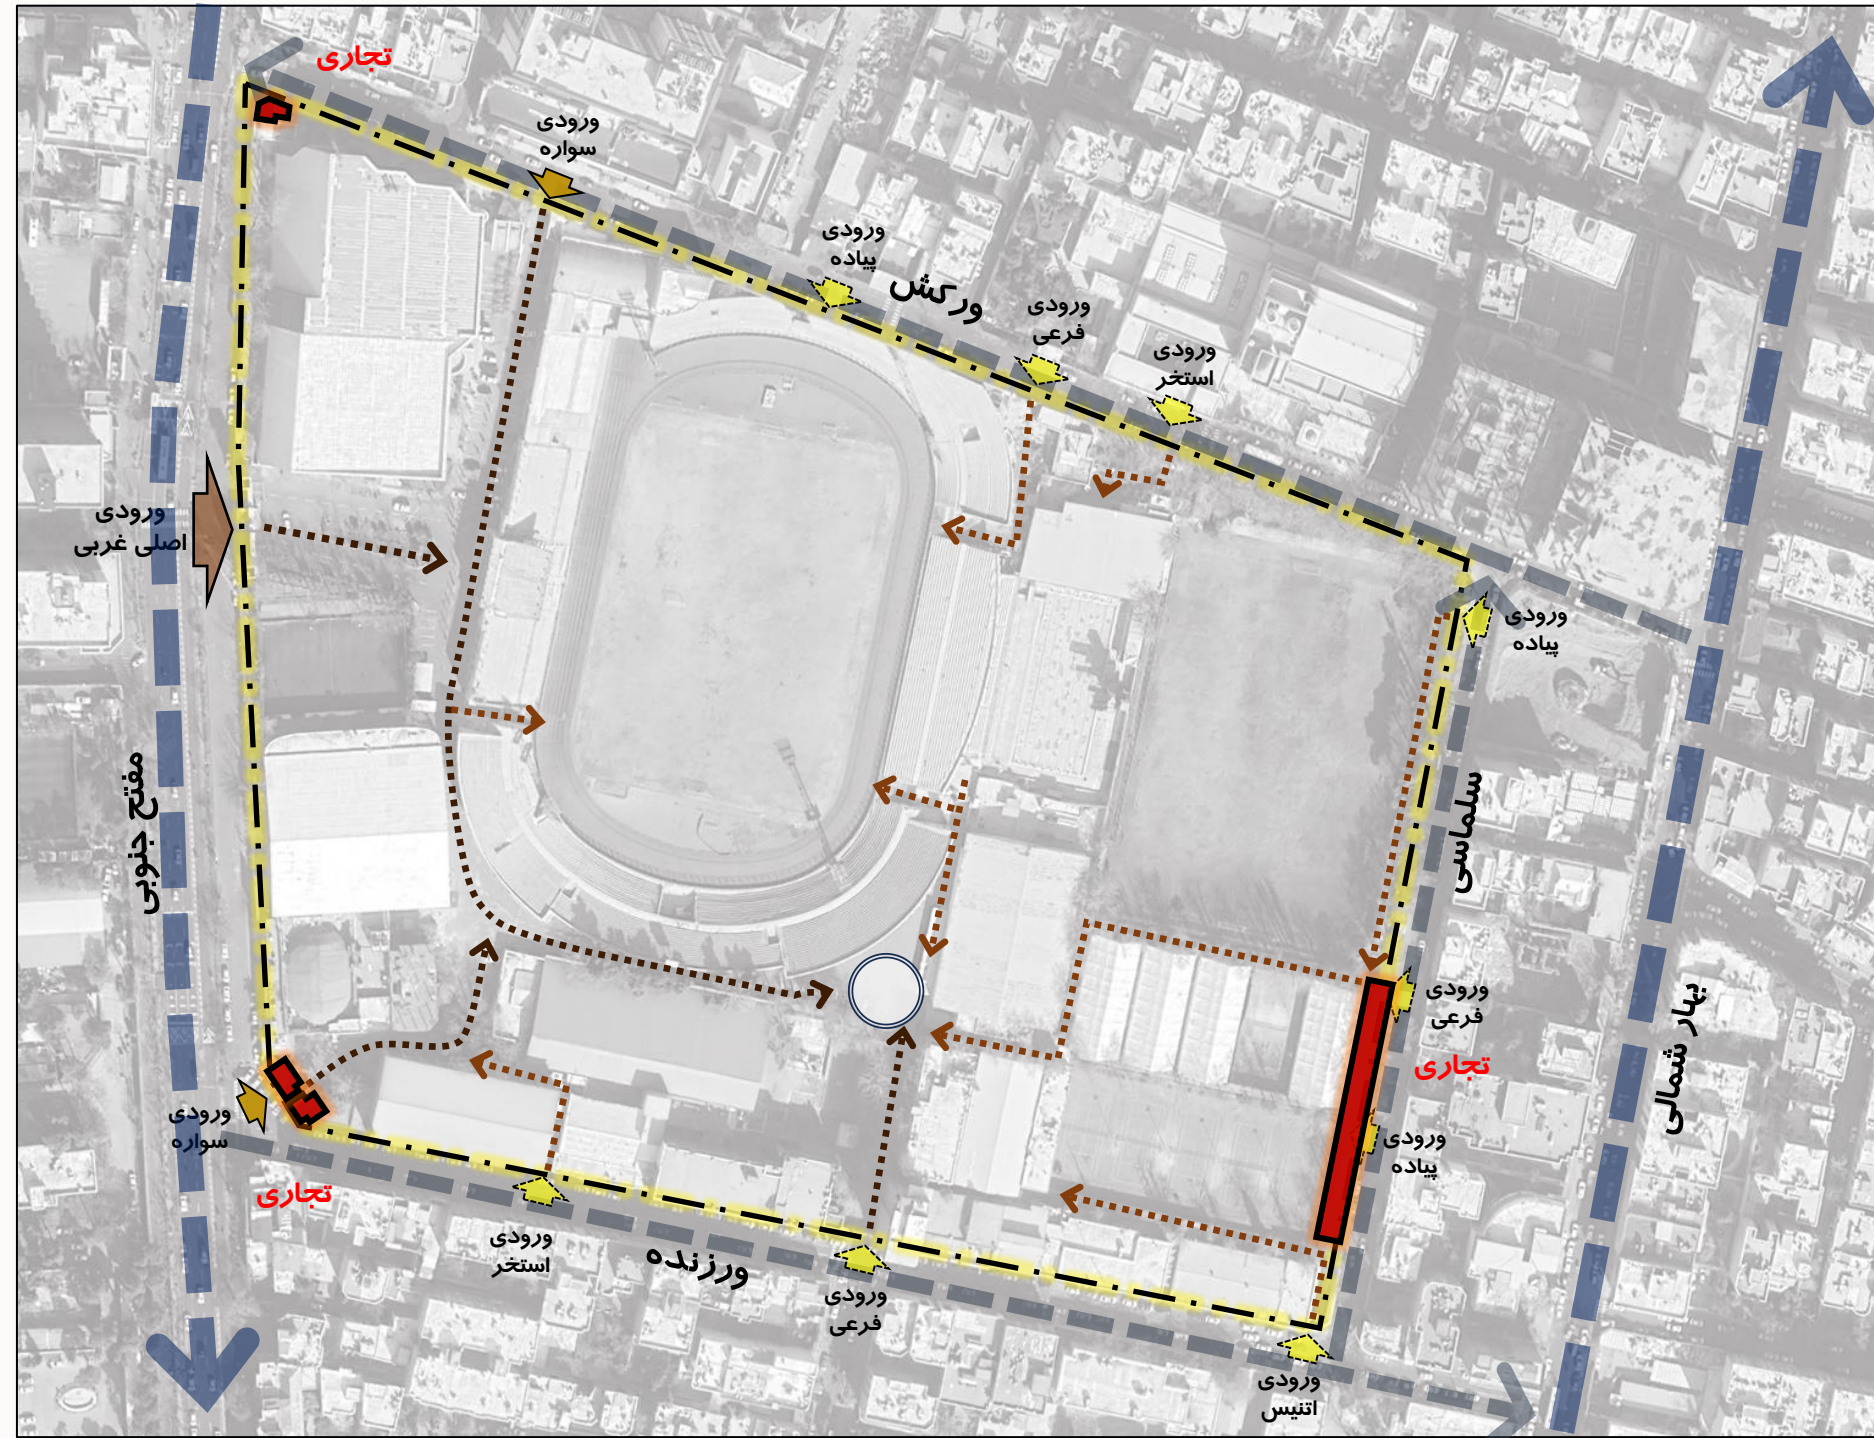 تجاری
ورودی
سواره
ورودی
پیاده
ورکش
ورودی
فرعی
ورودی
استخر
ورودی
اصلی غربی
ورودی
پیاده
مفتح جنوبی
سلماسی
بهار شمالی
ورودی
فرعی
تجاری
ورودی
سواره
ورودی
پیاده
تجاری
ورودی
استخر
ورزنده
ورودی
فرعی
ورودی
اتنیس